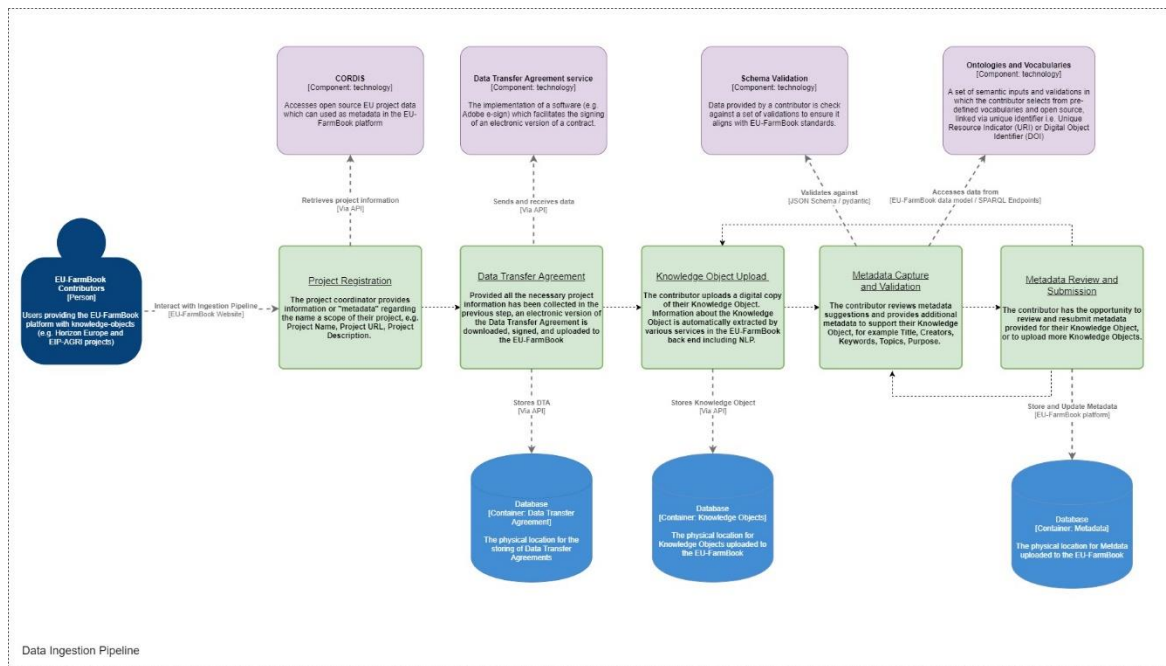 CORDIS
[Component: technology]
Accesses open source EU project data
which can used as metadata in the EU-
FarmBook platform
Data Transfer Agreement service
[Component: technology]
The implementation of a software (e.g.
Adobe e-sign) which facilitates the signing
of an electronic version of a contract.
Schema Validation
[Component: technology]
Data provided by a contributor is check
against a set of validations to ensure it
aligns with EU-FarmBook standards.
Ontologies and Vocabularies
[Component: technology]
A set of semantic inputs and validations in
which the contributor selects from pre-
defined vocabularies and open source,
linked via unique identifier i.e. Unique
Resource Indicator (URI) or Digital Object
Identifier (DOI)
Retrieves project information
[Via API]
Sends and receives data
[Via API]
Validates against
[JSON Schema / pydantic]
Accesses data from
[EU-FarmBook data model / SPARQL Endpoints]
EU-FarmBook
Contributors
[Person]
Users providing the EU-FarmBook
platform with knowledge-objects
(e.g. Horizon Europe and
EIP-AGRI projects)
Interact with Ingestion Pipeline
[EU-FarmBook Website]
Project Registration
The project coordinator provides
information or "metadata" regarding
the name a scope of their project, e.g.
Project Name, Project URL, Project
Description.
Data Transfer Agreement
Provided all the necessary project
information has been collected in the
previous step, an electronic version of
the Data Transfer Agreement is
downloaded, signed, and uploaded to
the EU-FarmBook
Knowledge Object Upload
The contributor uploads a digital copy
of their Knowledge Object.
Information about the Knowledge
Object is automatically extracted by
various services in the EU-FarmBook
back end including NLP.
Metadata Capture
and Validation
The contributor reviews metadata
suggestions and provides additional
metadata to support their Knowledge
Object, for example Title, Creators,
Keywords, Topics, Purpose.
Metadata Review and
Submission
The contributor has the opportunity to
review and resubmit metadata
provided for their Knowledge Object,
or to upload more Knowledge Objects.
Stores DTA
[Via API]
Stores Knowledge Object
[Via API]
Store and Update Metadata
[EU-FarmBook platform]
Database
[Container: Data Transfer
Agreement]
The physical location for the
storing of Data Transfer
Agreements
Database
[Container: Knowledge Objects]
The physical location for
Knowledge Objects uploaded to
the EU-FarmBook
Database
[Container: Metadata]
The physical location for Metdata
uploaded to the EU-FarmBook
Data Ingestion Pipeline